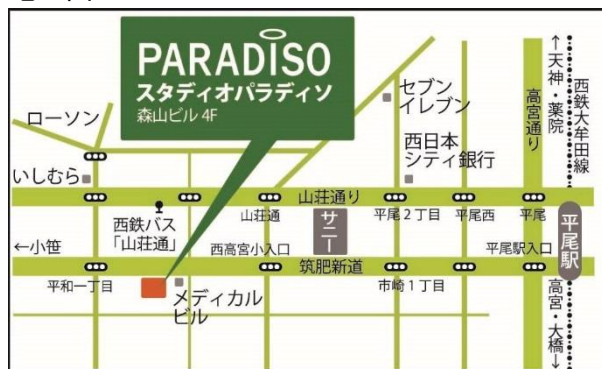 PARADISO
スタディオパラディソ
森山ビル 4F
ローソン
セブン
イレブン
西日本
シティ銀行
高宮通り
↑天神・薬院
西鉄大牟田線
いしむら
山荘通り
西鉄バス
「山荘通」
山荘通
サニー
平尾2丁目
平尾西
平尾
平尾駅
←小笹
西高宮小入口
筑肥新道
平尾駅入口
平和一丁目
メディカル
ビル
市崎1丁目
高宮・大橋↓